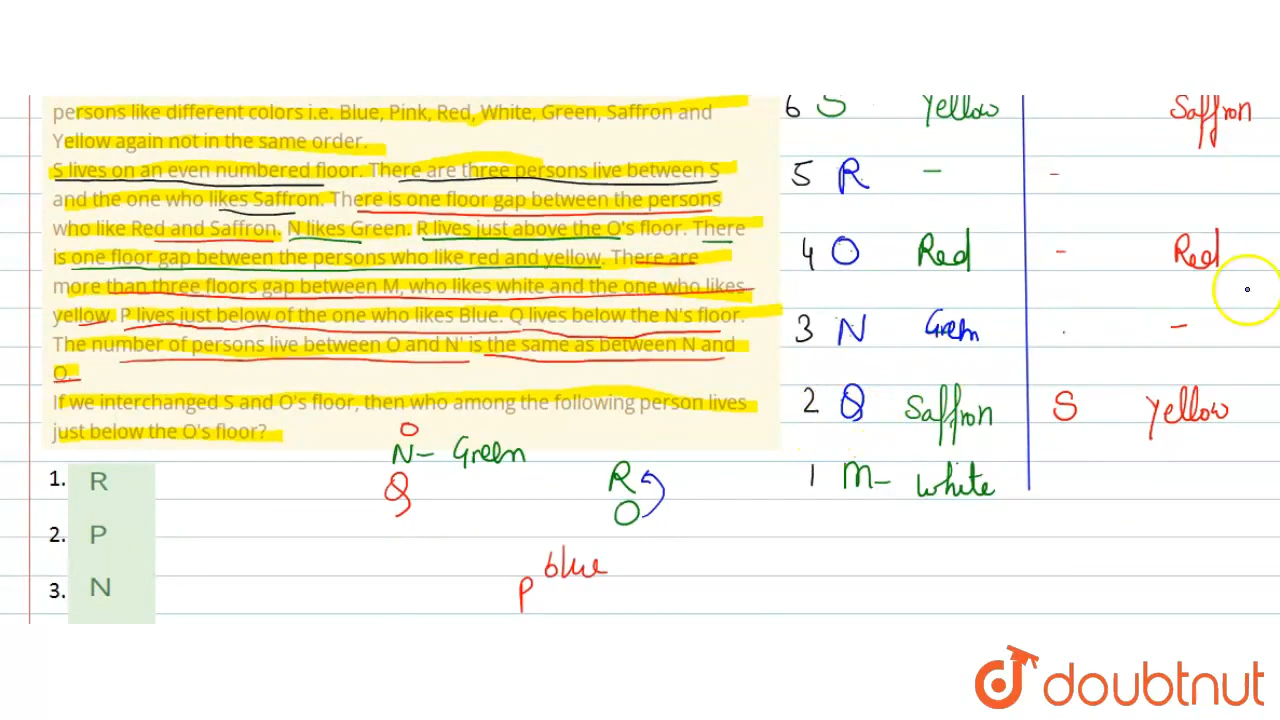 persons like different colors i.e. Blue, Pink, Red, White, Green, Saffron and
Yellow again not in the same order.
S lives on an even numbered floor. There are three persons live between S
and the one who likes Saffron. There is one floor gap between the persons
who like Red and Saffron. N likes Green. R lives just above the O's floor. There
is one floor gap between the persons who like red and yellow. There are
more than three floors gap between M, who likes white and the one who likes
yellow. P lives just below of the one who likes Blue. Q lives below the N's floor.
The number of persons live between O and N' is the same as between N and
Q.
If we interchanged S and O's floor, then who among the following person lives
just below the O's floor?
1. R
2. P
3. N
O
N- Green
Q
R
O
blue
P
6 S Yellow Saffron
5 R - -
4 O Red - Red
3 N Green . -
2 Q Saffron S Yellow
1 M- White
doubtnut